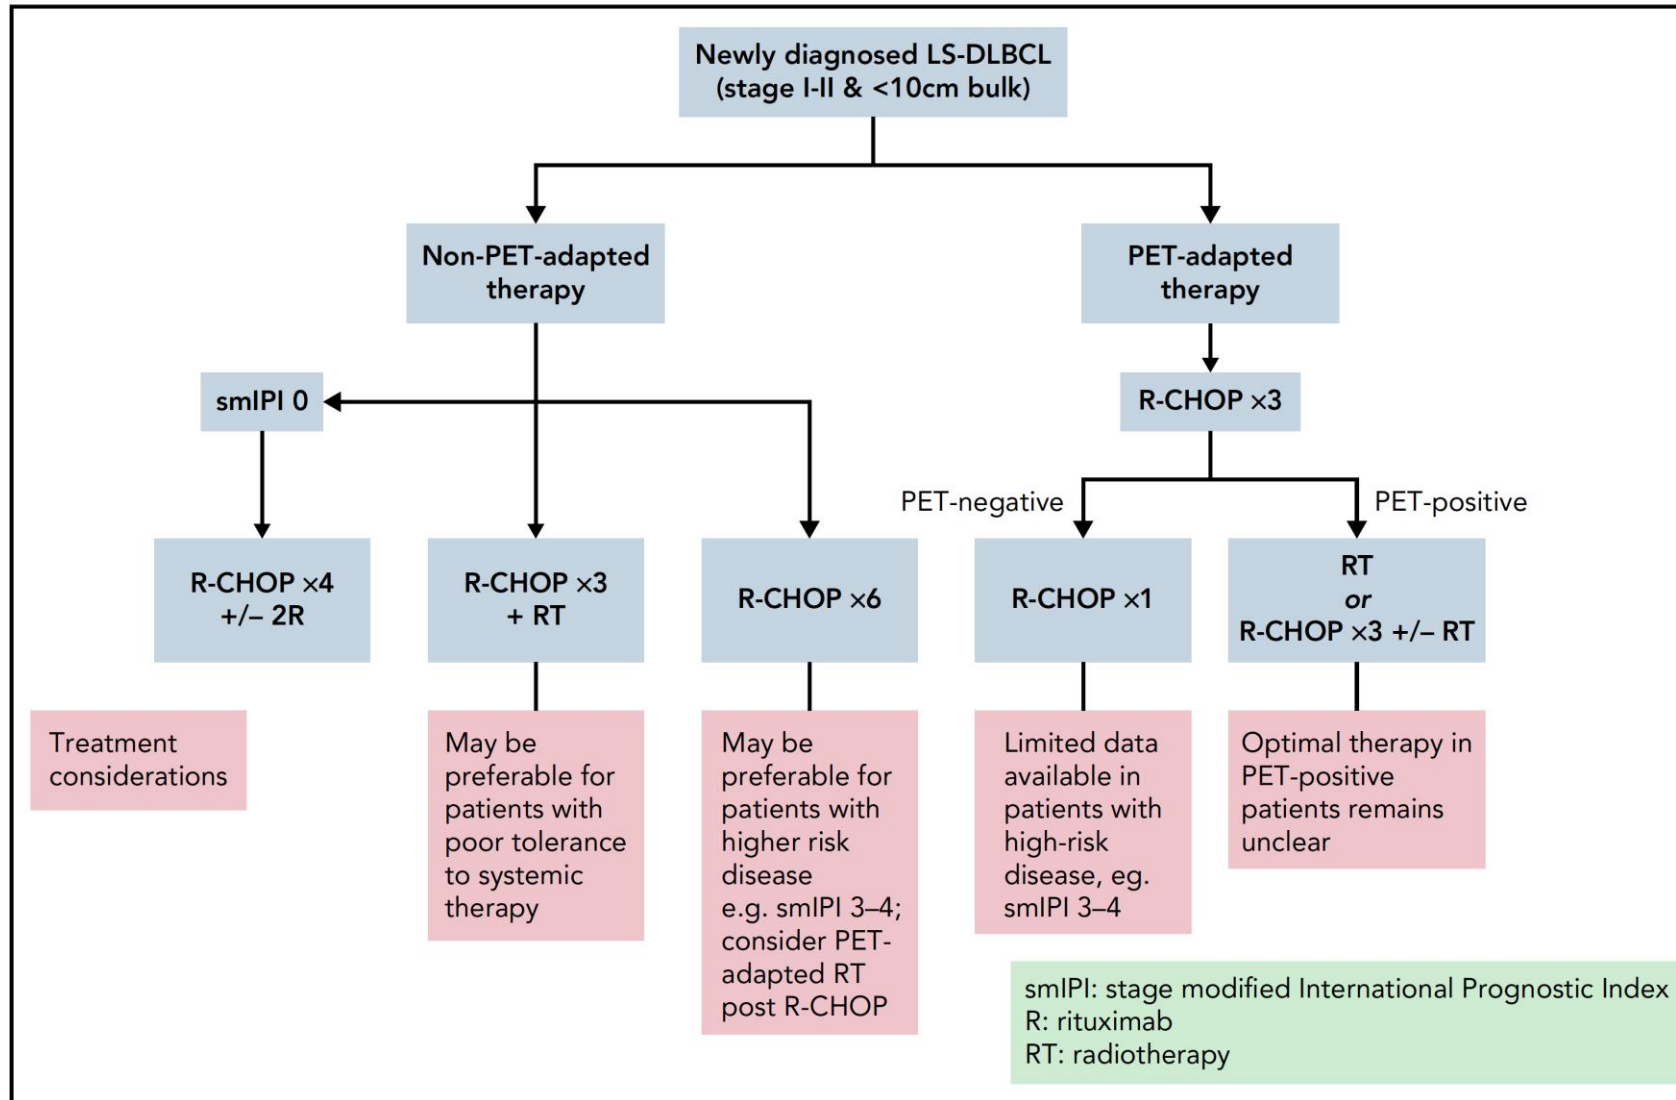 Newly diagnosed LS-DLBCL
(stage I-II & <10cm bulk)
Non-PET-adapted
therapy
PET-adapted
therapy
smIPI 0
R-CHOP ×3
PET-negative
PET-positive
R-CHOP ×4
+/– 2R
R-CHOP ×3
+ RT
R-CHOP ×6
R-CHOP ×1
RT
or
R-CHOP ×3 +/– RT
Treatment
considerations
May be
preferable for
patients with
poor tolerance
to systemic
therapy
May be
preferable for
patients with
higher risk
disease
e.g. smIPI 3–4;
consider PET-
adapted RT
post R-CHOP
Limited data
available in
patients with
high-risk
disease, eg.
smIPI 3–4
Optimal therapy in
PET-positive
patients remains
unclear
smIPI: stage modified International Prognostic Index
R: rituximab
RT: radiotherapy